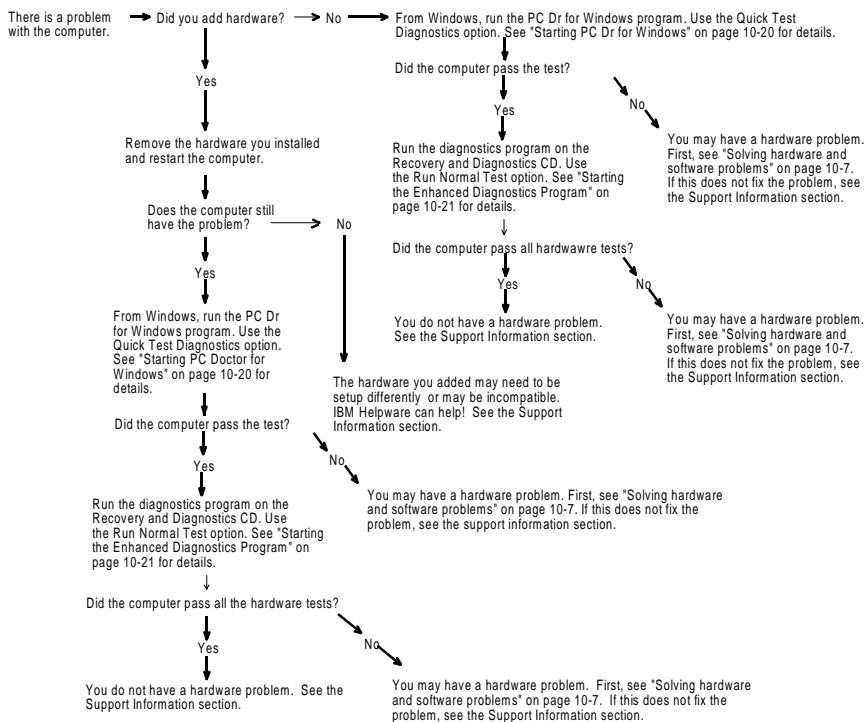 There is a problem
with the computer.
Did you add hardware?
No
From Windows, run the PC Dr for Windows program. Use the Quick Test
Diagnostics option. See "Starting PC Dr for Windows" on page 10-20 for details.
Did the computer pass the test?
No
Yes
You may have a hardware problem.
First, see "Solving hardware and
software problems" on page 10-7.
If this does not fix the problem, see
the Support Information section.
Run the diagnostics program on the
Recovery and Diagnostics CD. Use
the Run Normal Test option. See "Starting
the Enhanced Diagnostics Program" on
page 10-21 for details.
Did the computer pass all hardwawre tests?
No
Yes
You may have a hardware problem.
First, see "Solving hardware and
software problems" on page 10-7.
If this does not fix the problem, see
the Support Information section.
You do not have a hardware problem.
See the Support Information section.
Yes
Remove the hardware you installed
and restart the computer.
Does the computer still
have the problem?
No
Yes
The hardware you added may need to be
setup differently or may be incompatible.
IBM Helpware can help! See the Support
Information section.
From Windows, run the PC Dr
for Windows program. Use the
Quick Test Diagnostics option.
See "Starting PC Doctor for
Windows" on page 10-20 for
details.
Did the computer pass the test?
No
Yes
You may have a hardware problem. First, see "Solving hardware
and software problems" on page 10-7. If this does not fix the
problem, see the support information section.
Run the diagnostics program on the
Recovery and Diagnostics CD. Use
the Run Normal Test option. See "Starting
the Enhanced Diagnostics Program" on
page 10-21 for details.
Did the computer pass all the hardware tests?
No
Yes
You may have a hardware problem. First, see "Solving hardware
and software problems" on page 10-7. If this does not fix the
problem, see the Support Information section.
You do not have a hardware problem. See the
Support Information section.